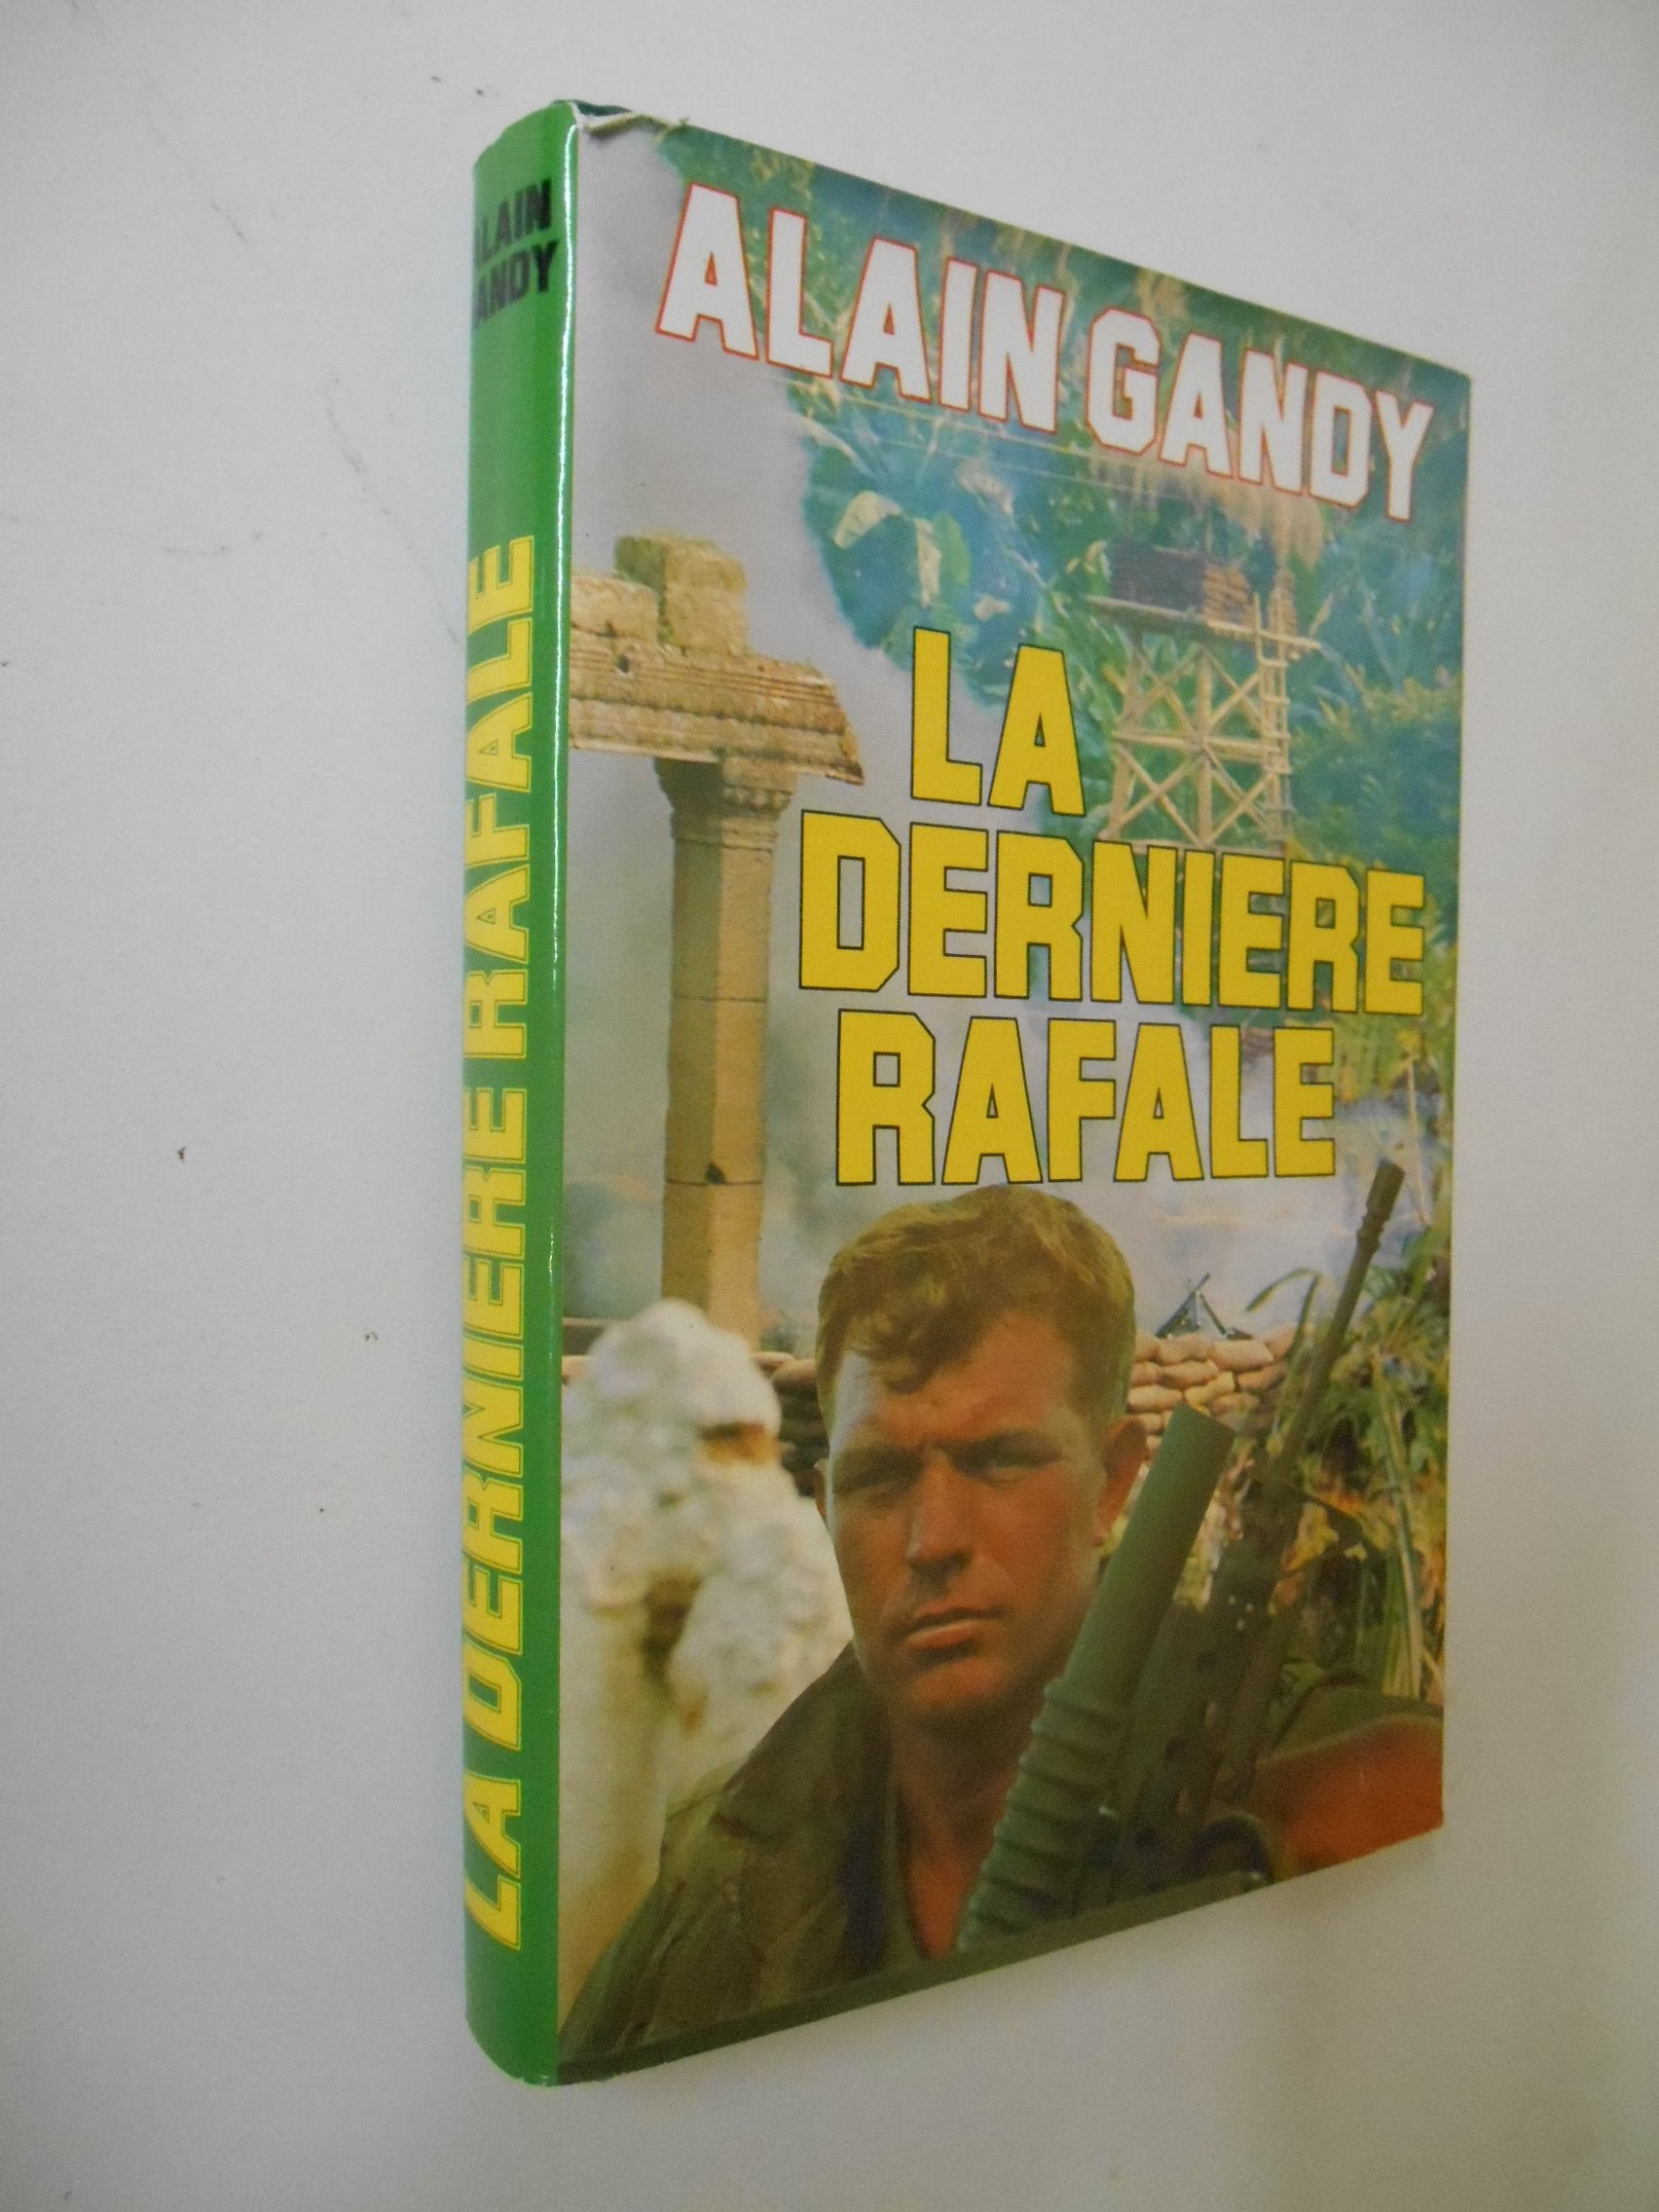 ALAIN
GANDY
LA DERNIERE RAFALE
ALAIN GANDY
LA
DERNIERE
RAFALE